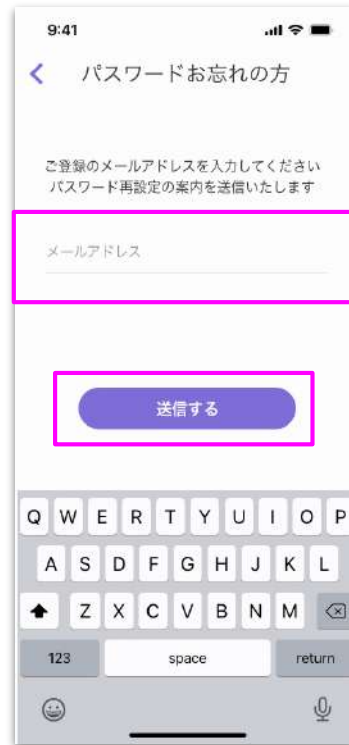 9:41
パスワードお忘れの方
ご登録のメールアドレスを入力してください
パスワード再設定の案内を送信いたします
メールアドレス
送信する
Q W E R T Y U I O P
A S D F G H J K L
Z X C V B N M
123 space return